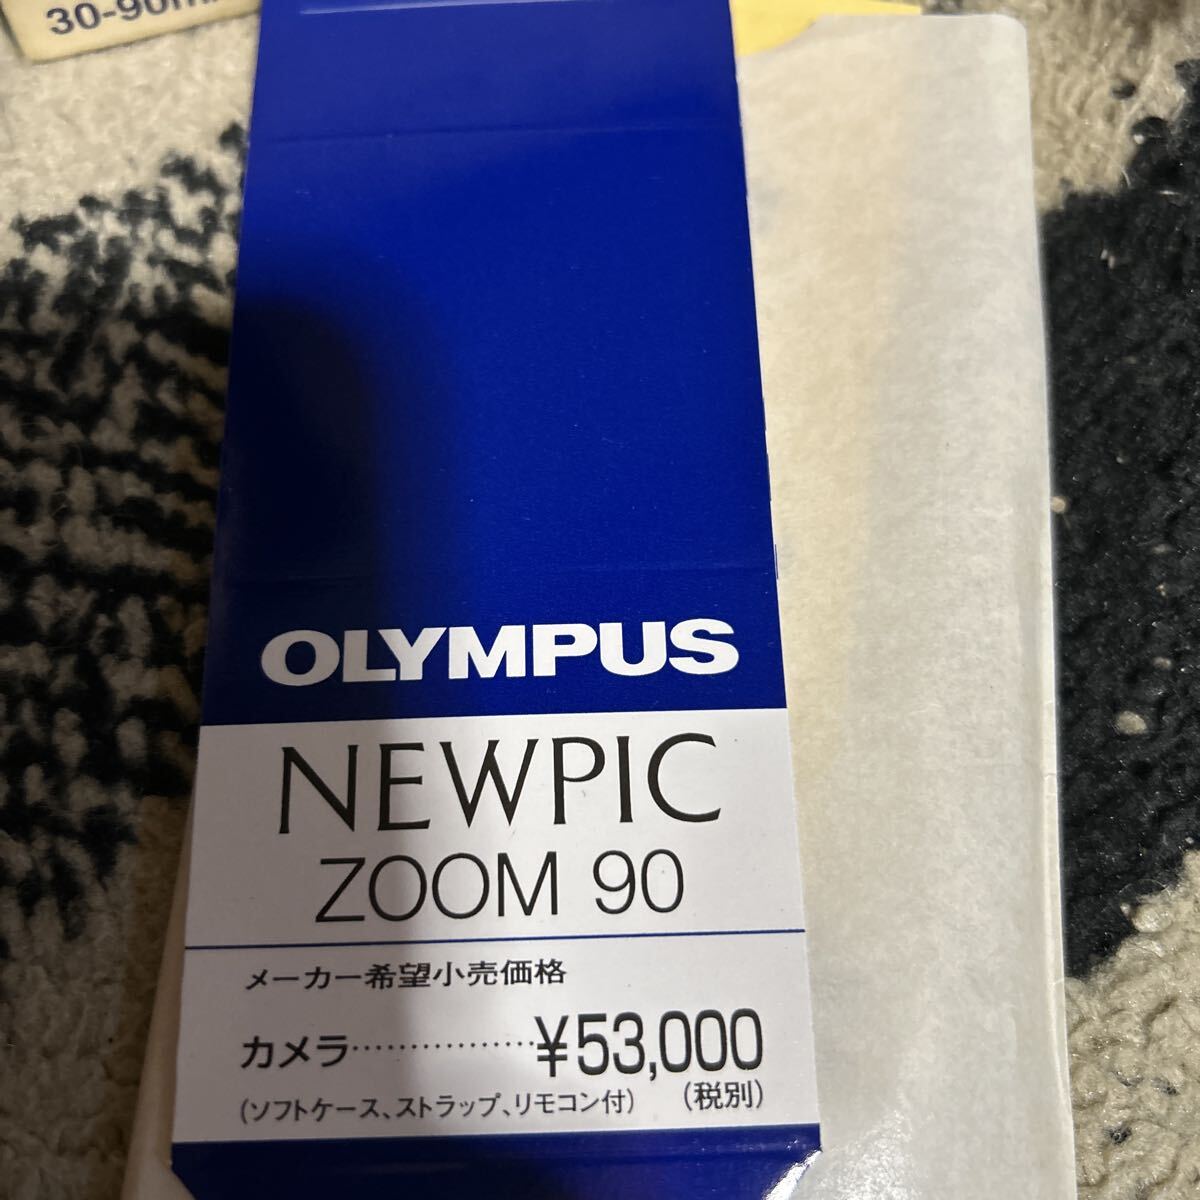 30-90m
OLYMPUS
NEWPIC
ZOOM 90
メーカー希望小売価格
カメラ·················¥53,000
(ソフトケース、ストラップ、リモコン付) (税別)